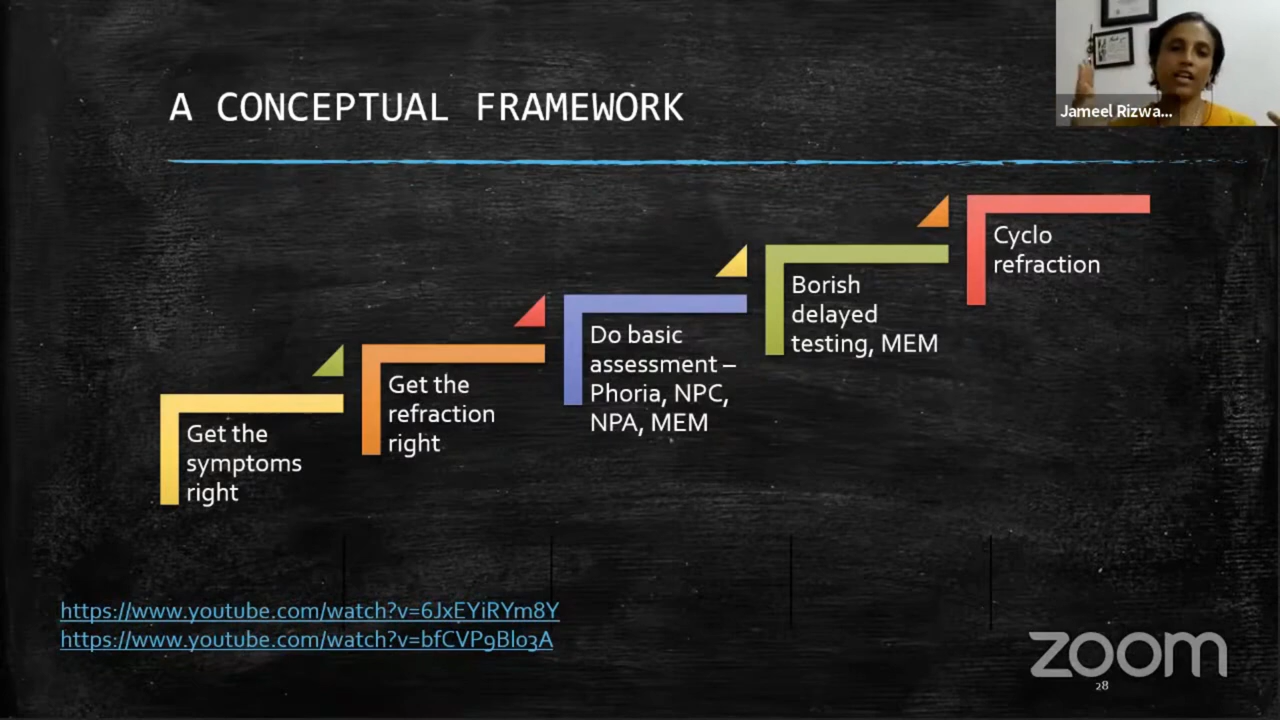 A CONCEPTUAL FRAMEWORK
Jameel Rizwa...
Get the
symptoms
right
Get the
refraction
right
Do basic
assessment –
Phoria, NPC,
NPA, MEM
Borish
delayed
testing, MEM
Cyclo
refraction
https://www.youtube.com/watch?v=6JxEYiRYm8Y
https://www.youtube.com/watch?v=bfCVP9Blo3A
zoom
28